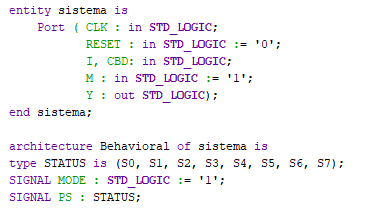 entity sistema is
Port ( CLK : in STD_LOGIC;
RESET : in STD_LOGIC := '0';
I, CBD: in STD_LOGIC;
M : in STD_LOGIC := '1';
Y : out STD_LOGIC);
end sistema;
architecture Behavioral of sistema is
type STATUS is (S0, S1, S2, S3, S4, S5, S6, S7);
SIGNAL MODE : STD_LOGIC := '1';
SIGNAL PS : STATUS;